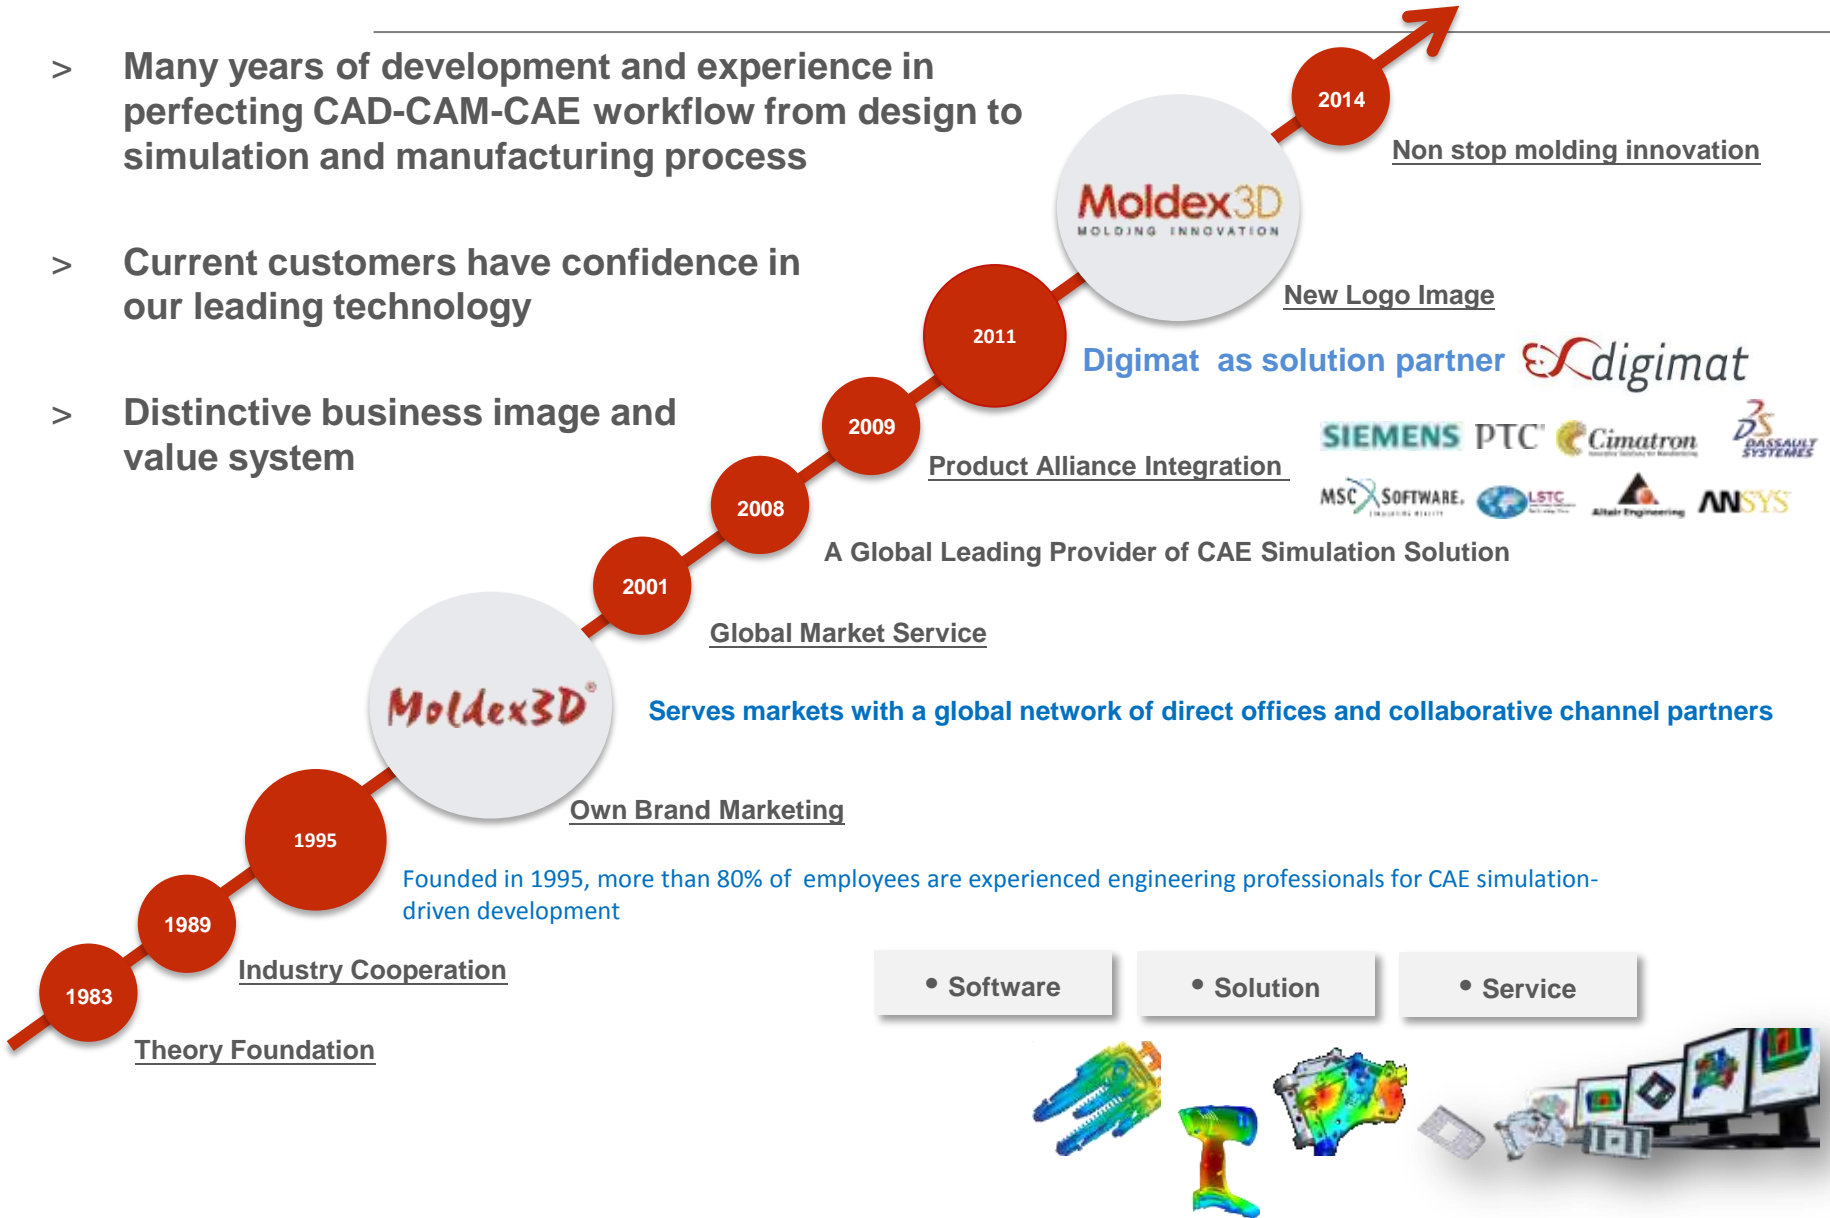 > Many years of development and experience in
perfecting CAD-CAM-CAE workflow from design to
simulation and manufacturing process
> Current customers have confidence in
our leading technology
> Distinctive business image and
value system
2014
Non stop molding innovation
Moldex3D
MOLDING INNOVATION
New Logo Image
2011
Digimat as solution partner
digimat
2009
Product Alliance Integration
SIEMENS PTC Cimatron DASSAULT
SYSTEMES
MSC SOFTWARE. LSTC Altair Engineering ANSYS
2008
A Global Leading Provider of CAE Simulation Solution
2001
Global Market Service
Moldex3D®
Serves markets with a global network of direct offices and collaborative channel partners
Own Brand Marketing
1995
Founded in 1995, more than 80% of employees are experienced engineering professionals for CAE simulation-
driven development
1989
Industry Cooperation
1983
Theory Foundation
• Software
• Solution
• Service